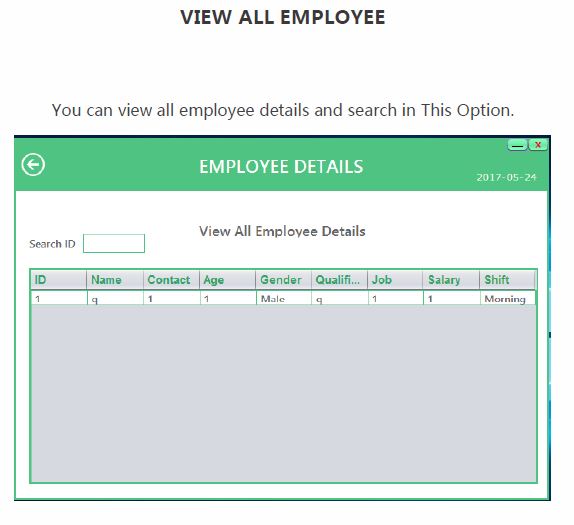 VIEW ALL EMPLOYEE
You can view all employee details and search in This Option.
EMPLOYEE DETAILS
2017-05-24
View All Employee Details
Search ID
ID Name Contact Age Gender Qualifi... Job Salary Shift
1 q 1 1 Male q 1 1 Morning